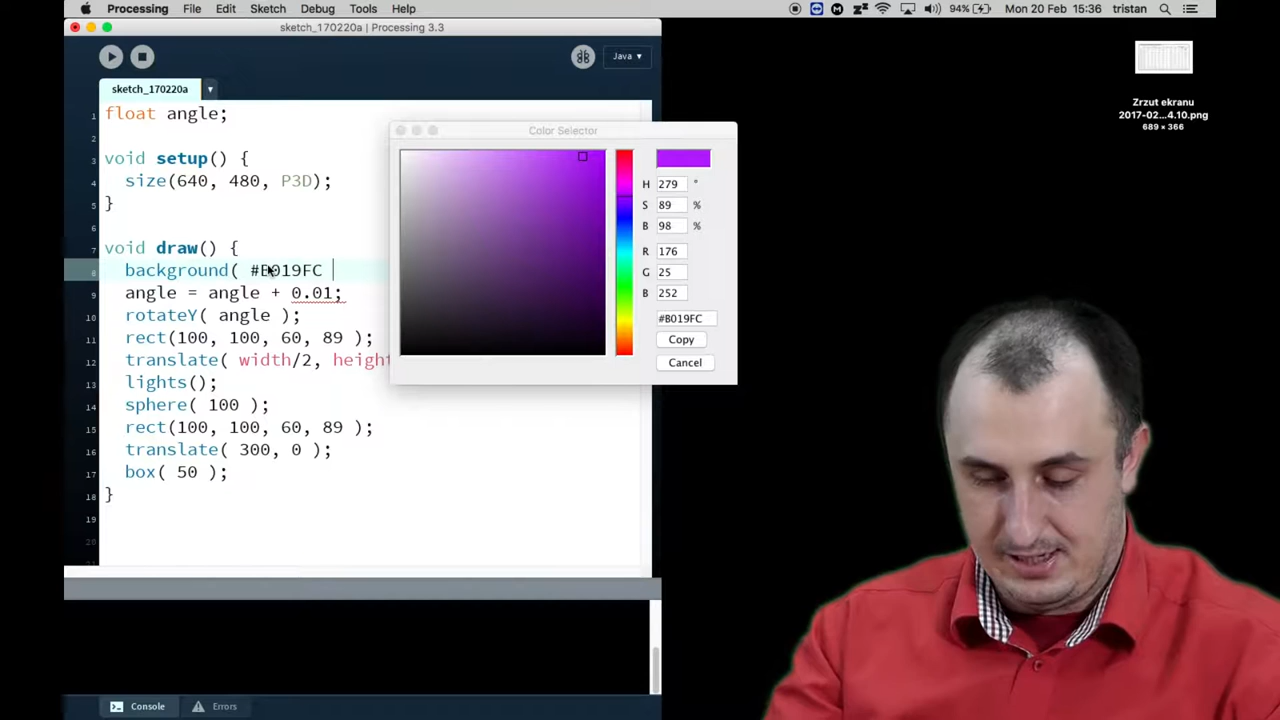 Processing File Edit Sketch Debug Tools Help
94% Mon 20 Feb 15:36 tristan
sketch_170220a | Processing 3.3
Java ▾
sketch_170220a ▾
1 float angle;
2
3 void setup() {
4 size(640, 480, P3D);
5 }
6
7 void draw() {
8 background( #B019FC
9 angle = angle + 0.01;
10 rotateY( angle );
11 rect(100, 100, 60, 89 );
12 translate( width/2, height
13 lights();
14 sphere( 100 );
15 rect(100, 100, 60, 89 );
16 translate( 300, 0 );
17 box( 50 );
18 }
19
20
Color Selector
H 279 °
S 89 %
B 98 %
R 176
G 25
B 252
#B019FC
Copy
Cancel
Console Errors
Zrzut ekranu
2017-02...4.10.png
689 × 366